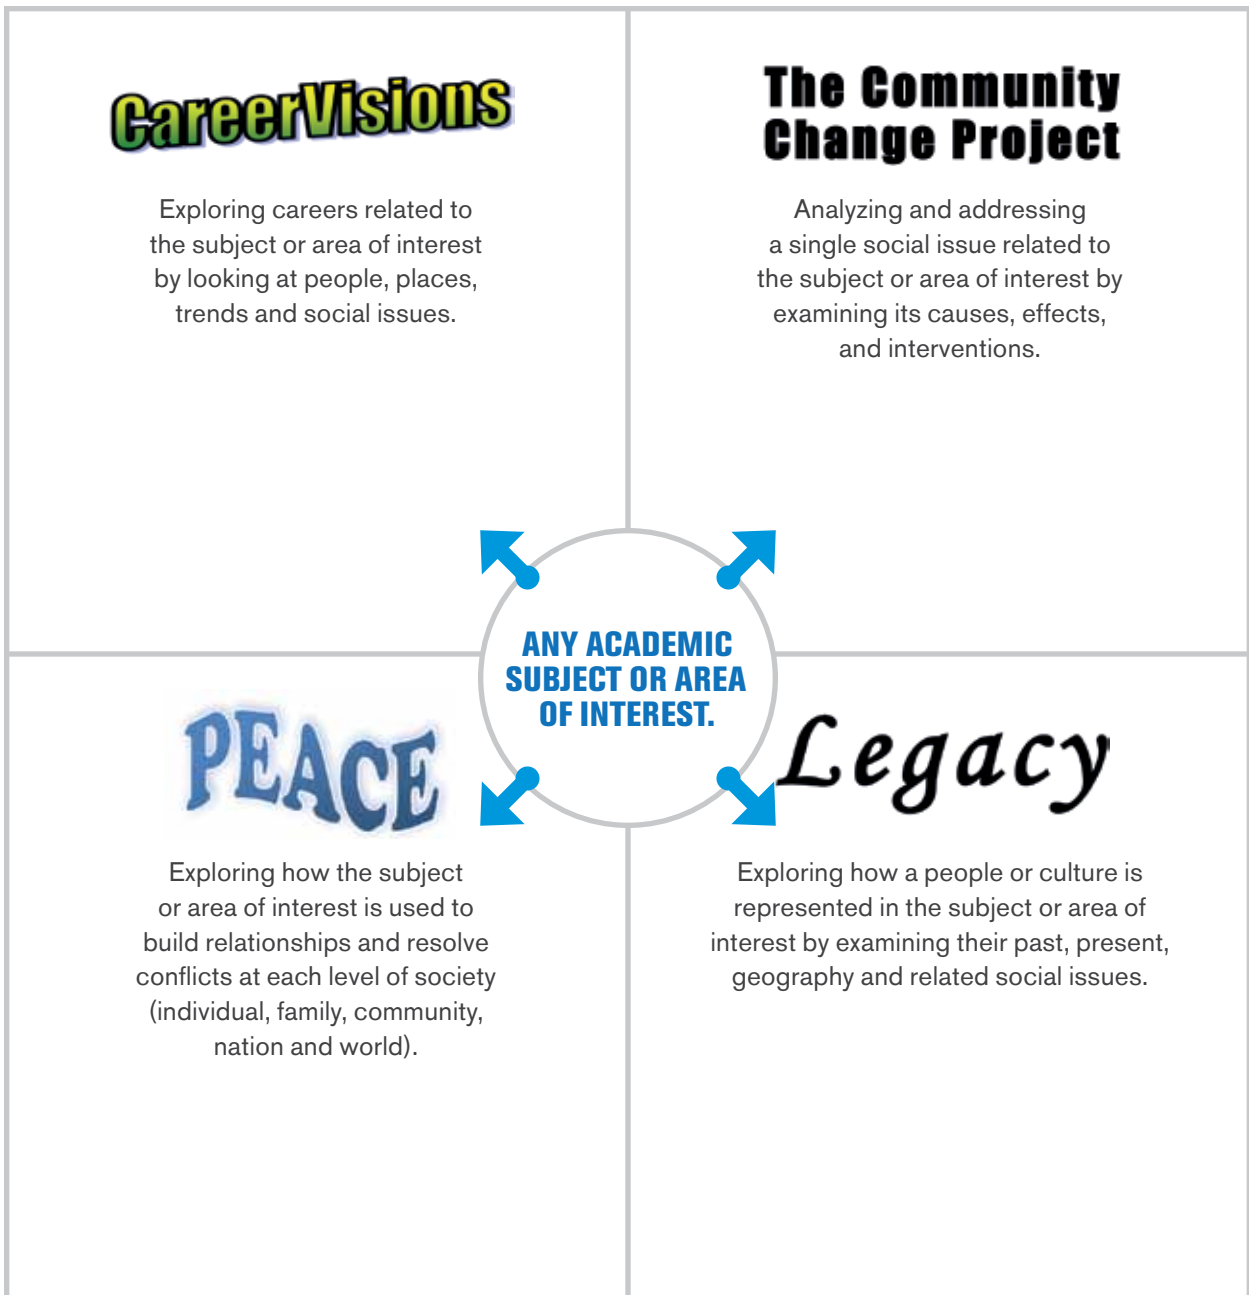 CareerVisions
Exploring careers related to
the subject or area of interest
by looking at people, places,
trends and social issues.
The Community
Change Project
Analyzing and addressing
a single social issue related to
the subject or area of interest by
examining its causes, effects,
and interventions.
ANY ACADEMIC
SUBJECT OR AREA
OF INTEREST.
PEACE
Exploring how the subject
or area of interest is used to
build relationships and resolve
conflicts at each level of society
(individual, family, community,
nation and world).
Legacy
Exploring how a people or culture is
represented in the subject or area of
interest by examining their past, present,
geography and related social issues.